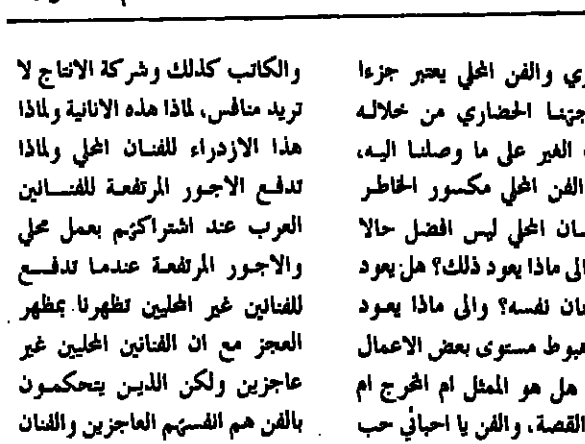 ري والفن المحلي يعتبر جزءا
الحضاري من خلاله
الغير على ما وصلنا اليه،
الفن المحلي مكسور الخاطر
ـان المحلي ليس افضل حالا
الى ماذا يعود ذلك؟ هل يعود
نفسه؟ والى ماذا يعود
مستوى بعض الاعمال
هل هو الممثل ام المخرج ام
القصة، والفن يا احبائي حب
والكاتب كذلك وشركة الانتاج لا
تريد منافس، لماذا هذه الانانية ولماذا
هذا الازدراء للفنان المحلي ولماذا
تدفع الاجور المرتفعة للفنانين
العرب عند اشتراكهم بعمل محلي
والاجور المرتفعة عندما تدفع
للفنانين غير المحليين تظهرنا بمظهر
العجز مع ان الفنانين المحليين غير
عاجزين ولكن الذين يتحكمون
بالفن هم انفسهم العاجزين والفنان